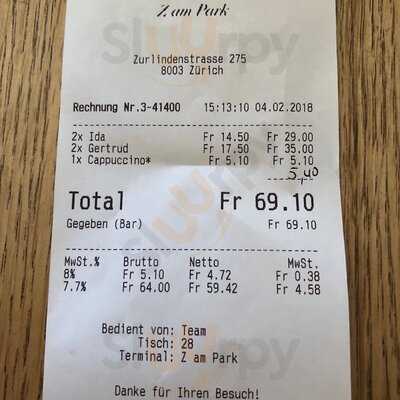 Z am Park
Zurlindenstrasse 275
8003 Zürich
Rechnung Nr.3-41400 15:13:10 04.02.2018
2x Ida Fr 14.50 Fr 29.00
2x Gertrud Fr 17.50 Fr 35.00
1x Cappuccino* Fr 5.10 Fr 5.10
5,40
Total Fr 69.10
Gegeben (Bar) Fr 69.10
MwSt.% Brutto Netto MwSt.
8% Fr 5.10 Fr 4.72 Fr 0.38
7.7% Fr 64.00 Fr 59.42 Fr 4.58
Bedient von: Team
Tisch: 28
Terminal: Z am Park
Danke für Ihren Besuch!
Slurrpy